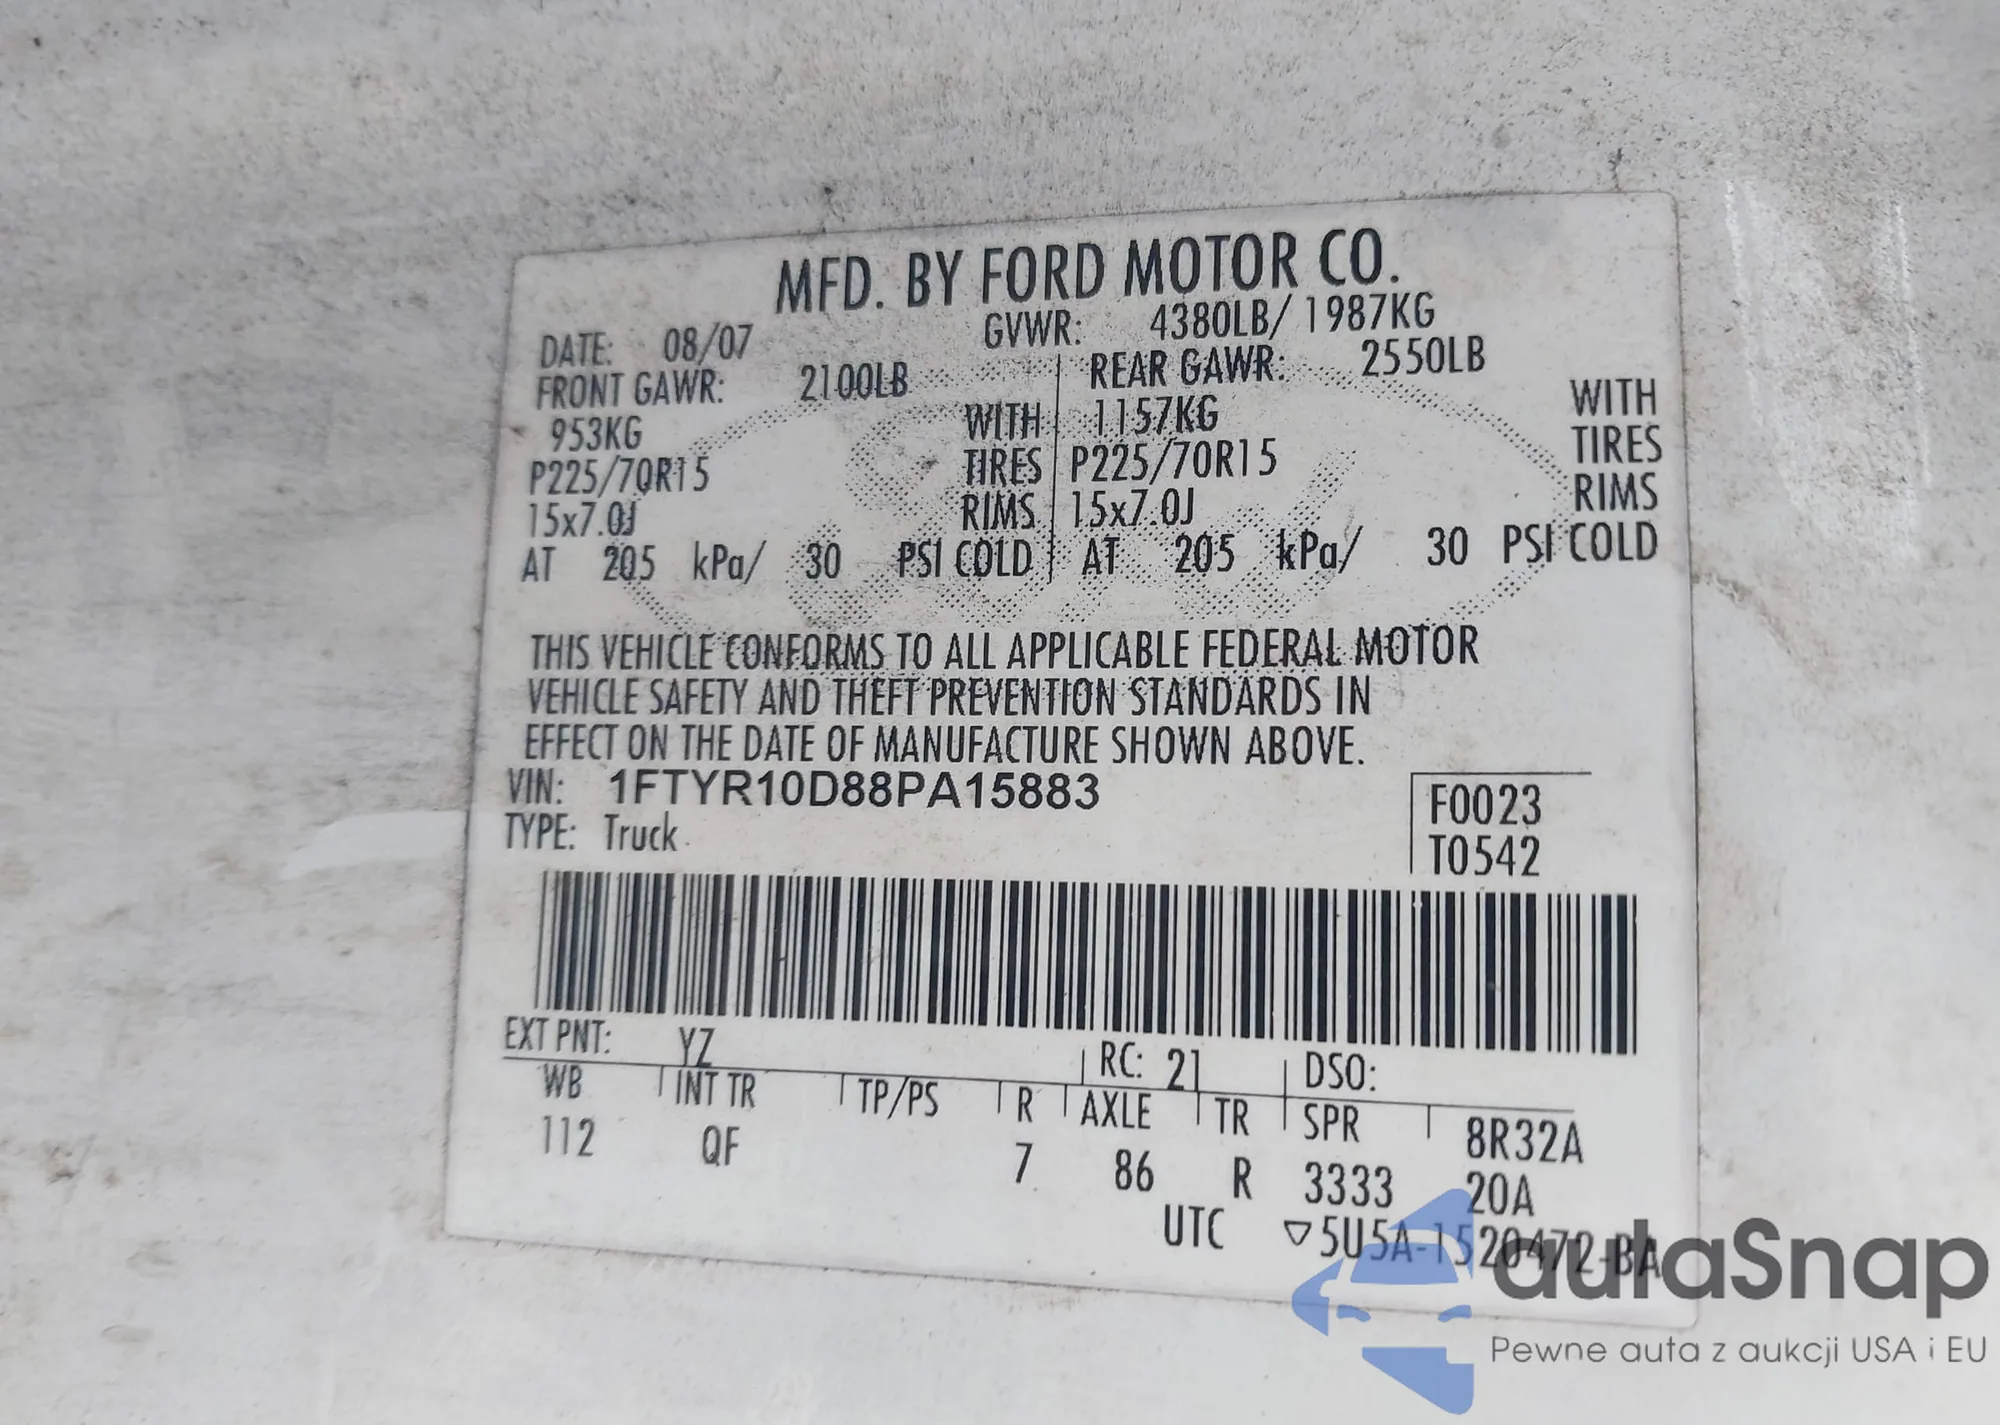 MFD. BY FORD MOTOR CO.
DATE: 08/07 GVWR: 4380LB/ 1987KG
FRONT GAWR: 2100LB REAR GAWR: 2550LB
953KG WITH 1157KG WITH
P225/70R15 TIRES P225/70R15 TIRES
15x7.0J RIMS 15x7.0J RIMS
AT 205 kPa/ 30 PSI COLD AT 205 kPa/ 30 PSI COLD
THIS VEHICLE CONFORMS TO ALL APPLICABLE FEDERAL MOTOR
VEHICLE SAFETY AND THEFT PREVENTION STANDARDS IN
EFFECT ON THE DATE OF MANUFACTURE SHOWN ABOVE.
VIN: 1FTYR10D88PA15883 F0023
TYPE: Truck T0542
EXT PNT: YZ RC: 21 DSO:
WB INT TR TP/PS R AXLE TR SPR 8R32A
112 QF 7 86 R 3333 20A
UTC ▽5U5A-1520472-BA
aulaSnap
Pewne auta z aukcji USA i EU